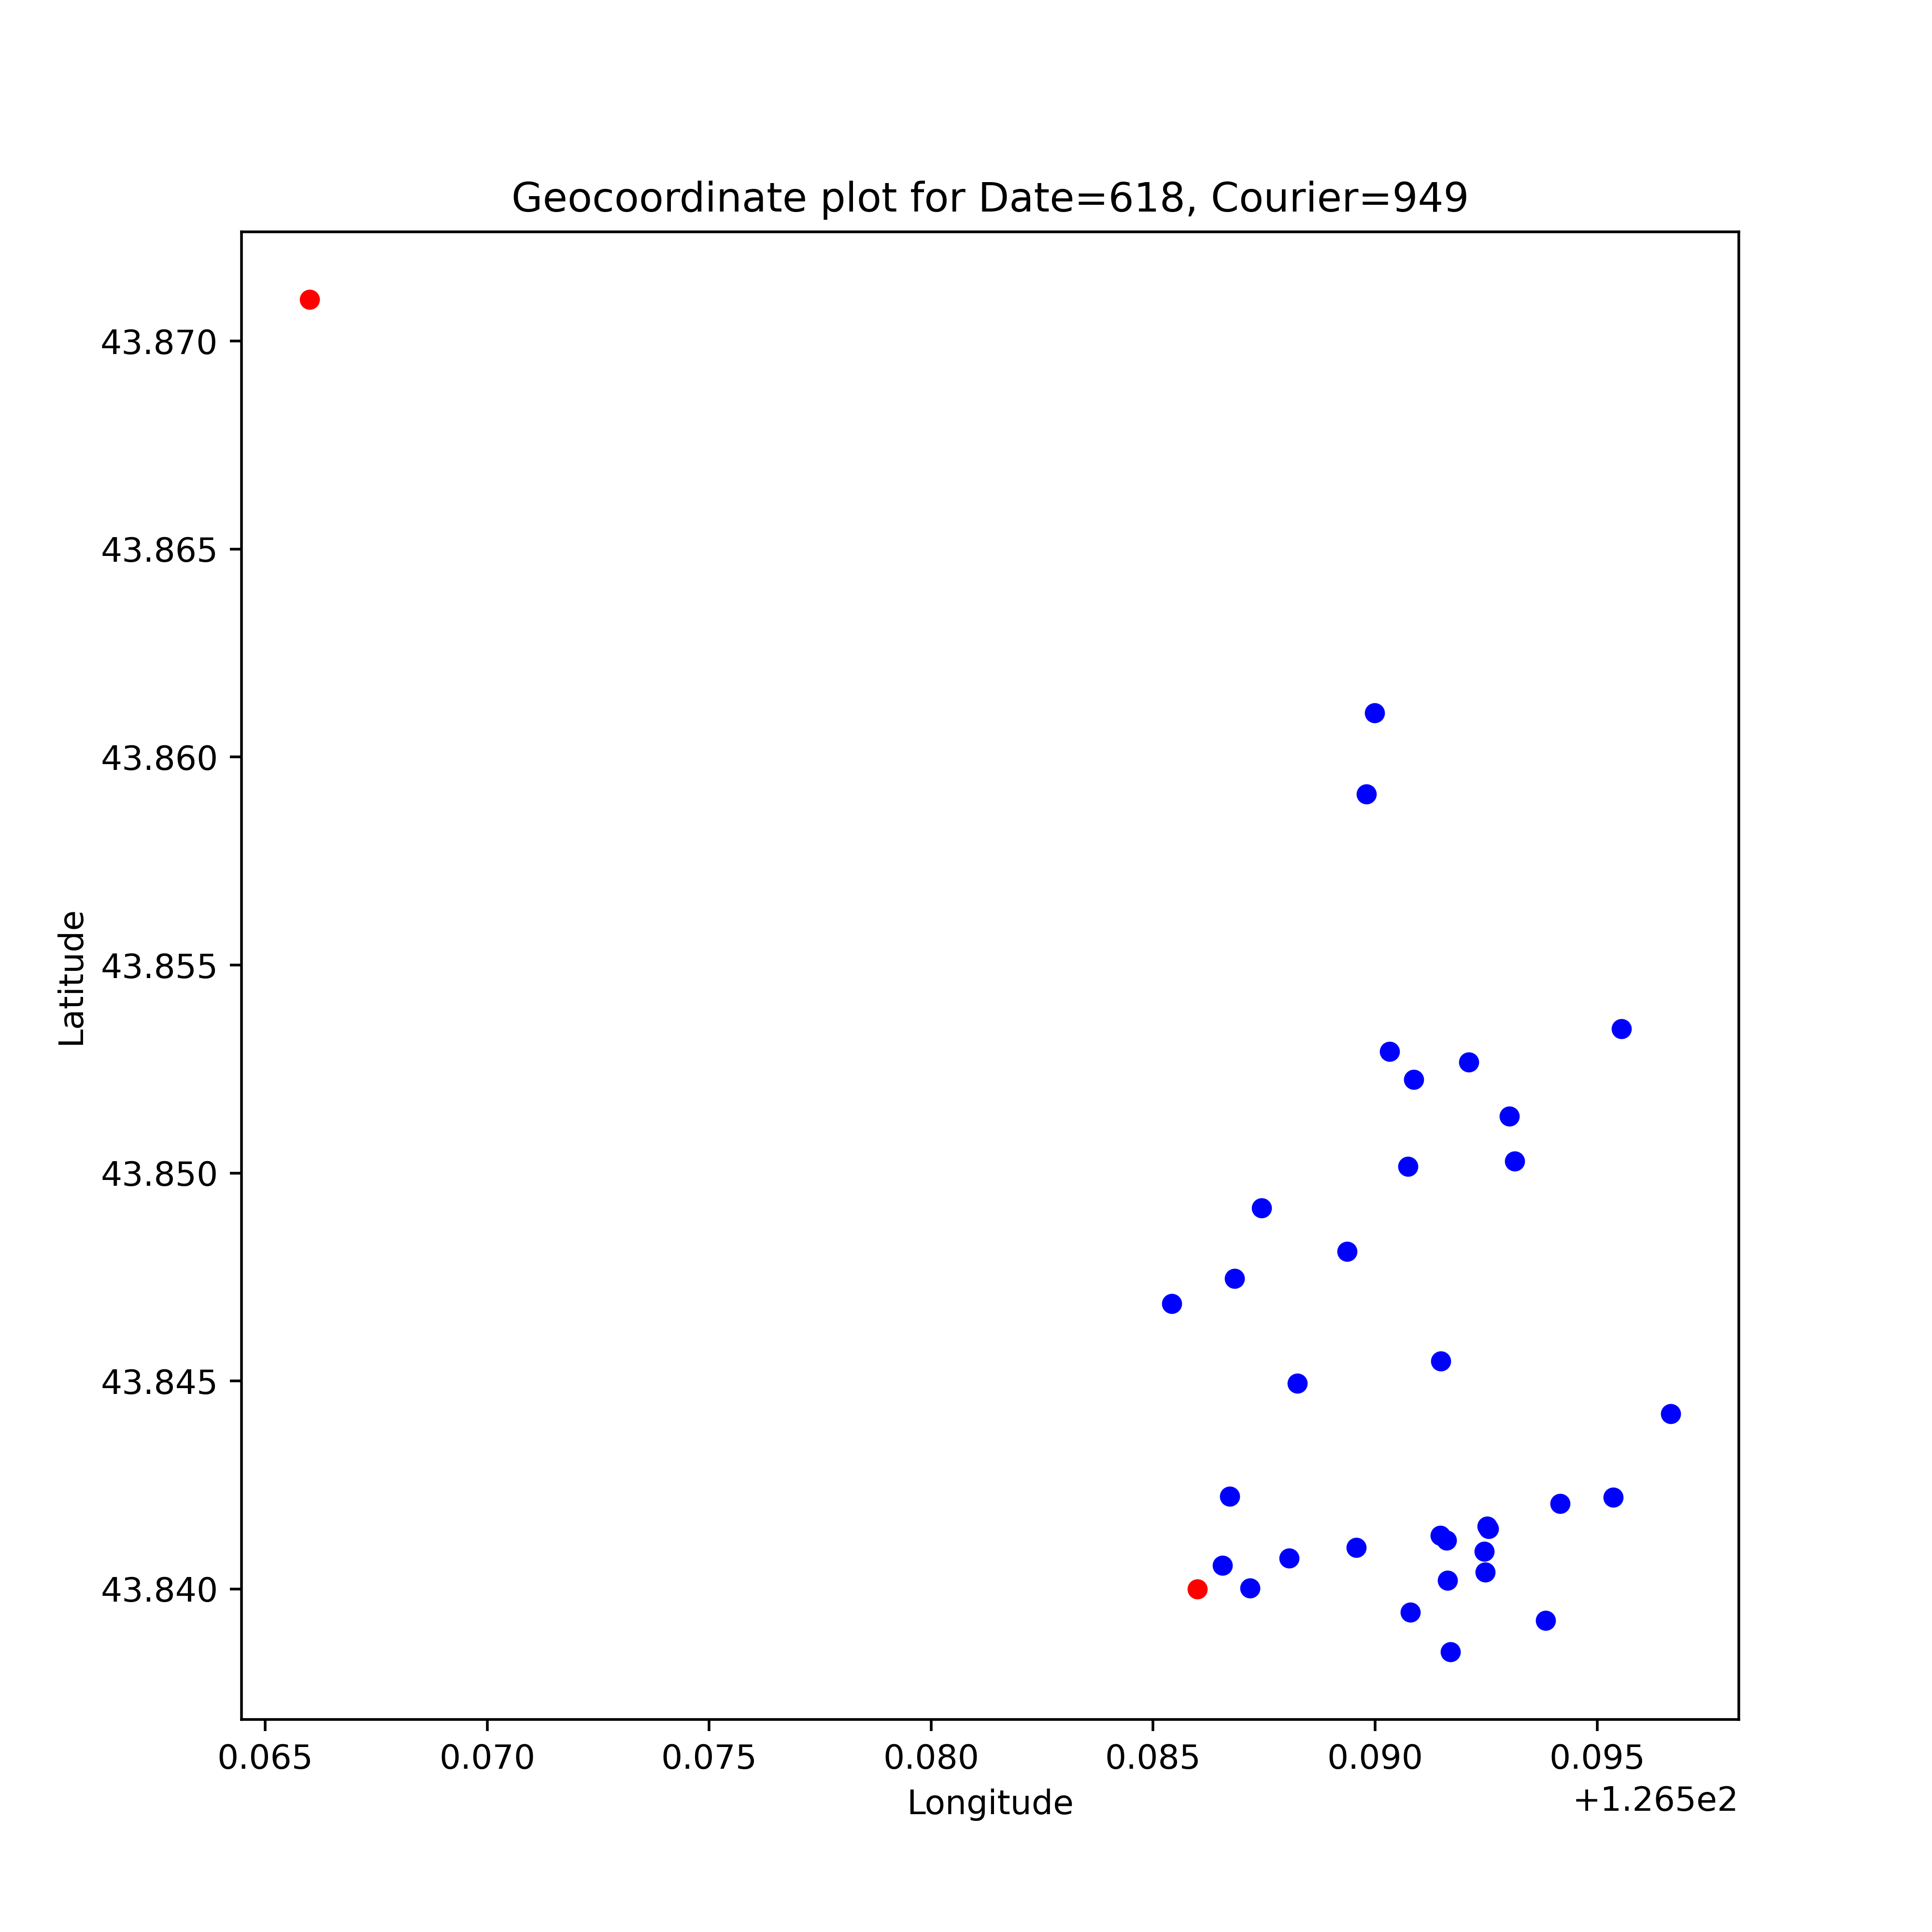 Geocoordinate plot for Date=618, Courier=949
43.870
43.865
43.860
43.855
43.850
43.845
43.840
Latitude
0.065 0.070 0.075 0.080 0.085 0.090 0.095
+1.265e2
Longitude